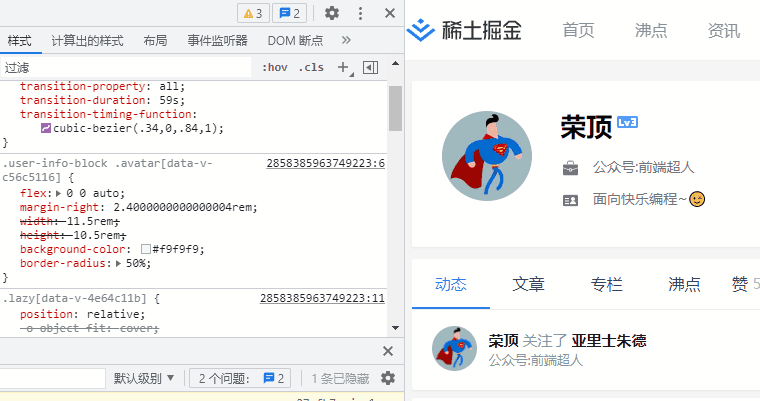 3
2
样式
计算出的样式
布局
事件监听器
DOM 断点
过滤
:hov
.cls
transition-property: all;
transition-duration: 59s;
transition-timing-function:
cubic-bezier(.34,0,.84,1);
}
.user-info-block .avatar[data-v-
c56c5116] {
2858385963749223:6
flex: 0 0 auto;
margin-right: 2.4000000000000004rem;
width: 11.5rem;
height: 10.5rem;
background-color: #f9f9f9;
border-radius: 50%;
}
.lazy[data-v-4e64c11b] {
2858385963749223:11
position: relative;
-o-object-fit: cover;
默认级别
2 个问题:
2
1 条已隐藏
稀土掘金
首页
沸点
资讯
荣顶
Lv3
公众号:前端超人
面向快乐编程~😉
动态
文章
专栏
沸点
赞 5
荣顶 关注了 亚里士朱德
公众号:前端超人